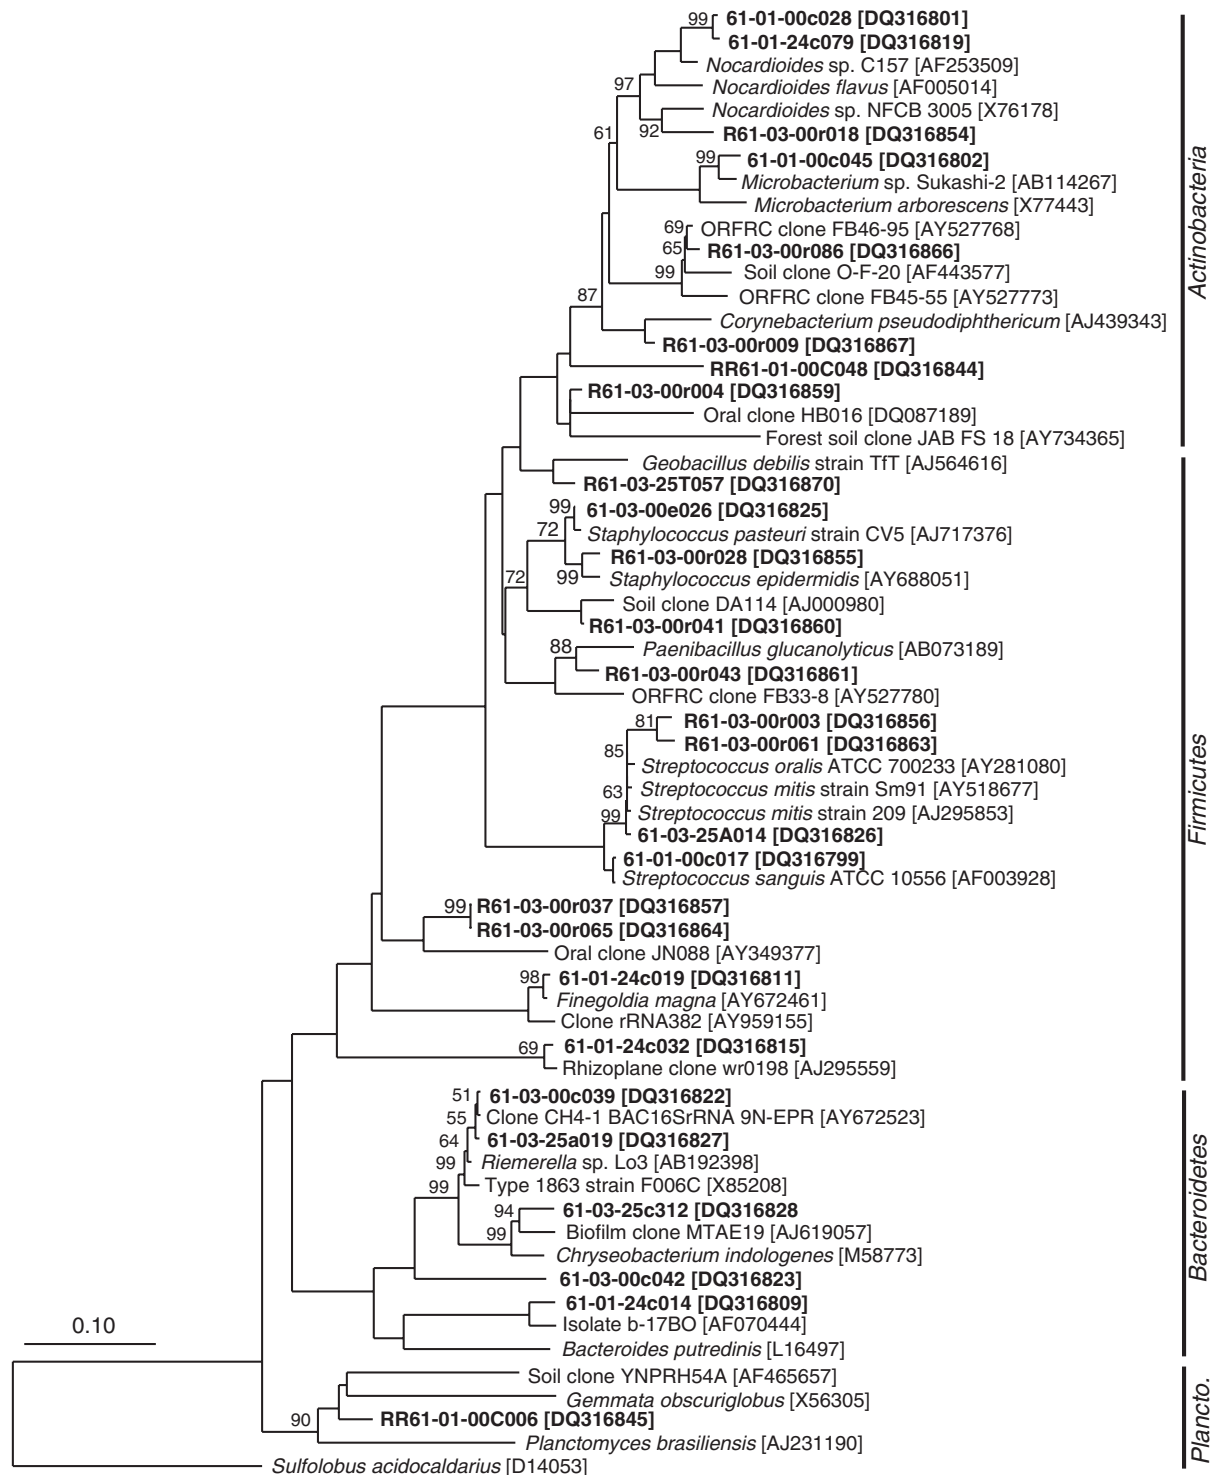 99 61-01-00c028 [DQ316801]
61-01-24c079 [DQ316819]
Nocardioides sp. C157 [AF253509]
97 Nocardioides flavus [AF005014]
Nocardioides sp. NFCB 3005 [X76178]
61 92 R61-03-00r018 [DQ316854]
99 61-01-00c045 [DQ316802]
Microbacterium sp. Sukashi-2 [AB114267]
Microbacterium arborescens [X77443]
69 ORFRC clone FB46-95 [AY527768]
65 R61-03-00r086 [DQ316866]
99 Soil clone O-F-20 [AF443577]
87 ORFRC clone FB45-55 [AY527773]
Corynebacterium pseudodiphthericum [AJ439343]
R61-03-00r009 [DQ316867]
RR61-01-00C048 [DQ316844]
R61-03-00r004 [DQ316859]
Oral clone HB016 [DQ087189]
Forest soil clone JAB FS 18 [AY734365]
Actinobacteria
Geobacillus debilis strain TfT [AJ564616]
R61-03-25T057 [DQ316870]
99 61-03-00e026 [DQ316825]
72 Staphylococcus pasteuri strain CV5 [AJ717376]
R61-03-00r028 [DQ316855]
72 99 Staphylococcus epidermidis [AY688051]
Soil clone DA114 [AJ000980]
R61-03-00r041 [DQ316860]
88 Paenibacillus glucanolyticus [AB073189]
R61-03-00r043 [DQ316861]
ORFRC clone FB33-8 [AY527780]
81 R61-03-00r003 [DQ316856]
R61-03-00r061 [DQ316863]
85 Streptococcus oralis ATCC 700233 [AY281080]
63 Streptococcus mitis strain Sm91 [AY518677]
99 Streptococcus mitis strain 209 [AJ295853]
61-03-25A014 [DQ316826]
61-01-00c017 [DQ316799]
Streptococcus sanguis ATCC 10556 [AF003928]
99 R61-03-00r037 [DQ316857]
R61-03-00r065 [DQ316864]
Oral clone JN088 [AY349377]
98 61-01-24c019 [DQ316811]
Finegoldia magna [AY672461]
Clone rRNA382 [AY959155]
69 61-01-24c032 [DQ316815]
Rhizoplane clone wr0198 [AJ295559]
Firmicutes
51 61-03-00c039 [DQ316822]
55 Clone CH4-1 BAC16SrRNA 9N-EPR [AY672523]
64 61-03-25a019 [DQ316827]
99 Riemerella sp. Lo3 [AB192398]
99 Type 1863 strain F006C [X85208]
94 61-03-25c312 [DQ316828
99 Biofilm clone MTAE19 [AJ619057]
Chryseobacterium indologenes [M58773]
61-03-00c042 [DQ316823]
61-01-24c014 [DQ316809]
Isolate b-17BO [AF070444]
Bacteroides putredinis [L16497]
Bacteroidetes
0.10
Soil clone YNPRH54A [AF465657]
Gemmata obscuriglobus [X56305]
90 RR61-01-00C006 [DQ316845]
Planctomyces brasiliensis [AJ231190]
Plancto.
Sulfolobus acidocaldarius [D14053]